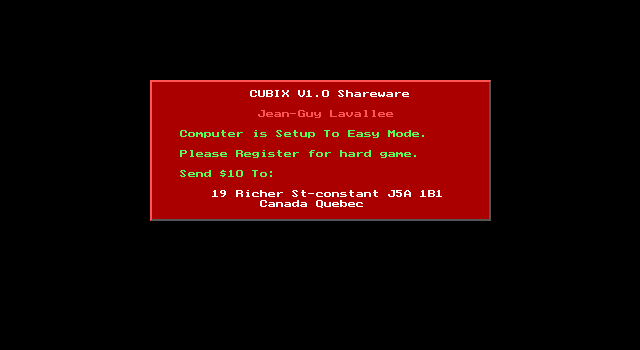 CUBIX V1.0 Shareware
Jean-Guy Lavallee
Computer is Setup To Easy Mode.
Please Register for hard game.
Send $10 To:
19 Richer St-constant J5A 1B1
Canada Quebec